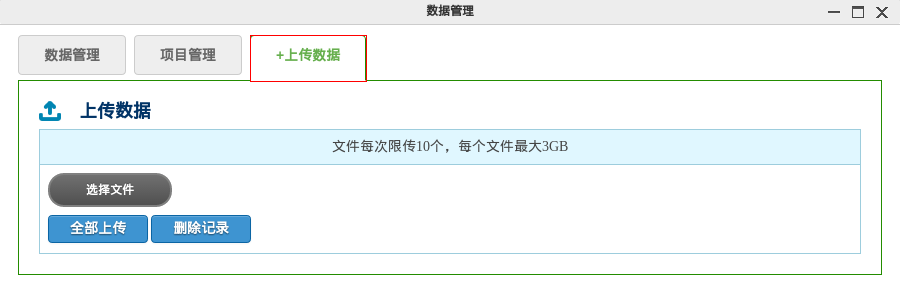 数据管理
数据管理 项目管理 +上传数据
上传数据
文件每次限传10个，每个文件最大3GB
选择文件
全部上传 删除记录